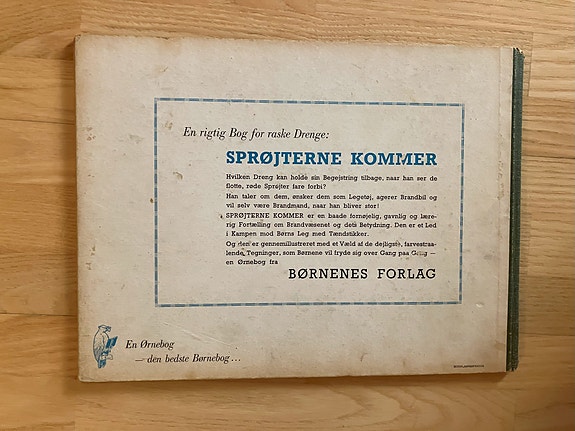 En rigtig Bog for raske Drenge:
SPRØJTERNE KOMMER
Hvilken Dreng kan holde sin Begejstring tilbage, naar han ser de
flotte, røde Sprøjter fare forbi?
Han taler om dem, ønsker dem som Legetøj, agerer Brandbil og
vil selv være Brandmand, naar han bliver stor!
SPRØJTERNE KOMMER er en baade fornøjelig, gavnlig og lære-
rig Fortælling om Brandvæsenet og dets Betydning. Den er et Led
i Kampen mod Børns Leg med Tændstikker.
Og den er gennemillustreret med et Væld af de dejligste, farvestraa-
lende Tegninger, som Børnene vil fryde sig over Gang paa Gang —
en Ørnebog fra
BØRNENES FORLAG
En Ørnebog
— den bedste Børnebog...